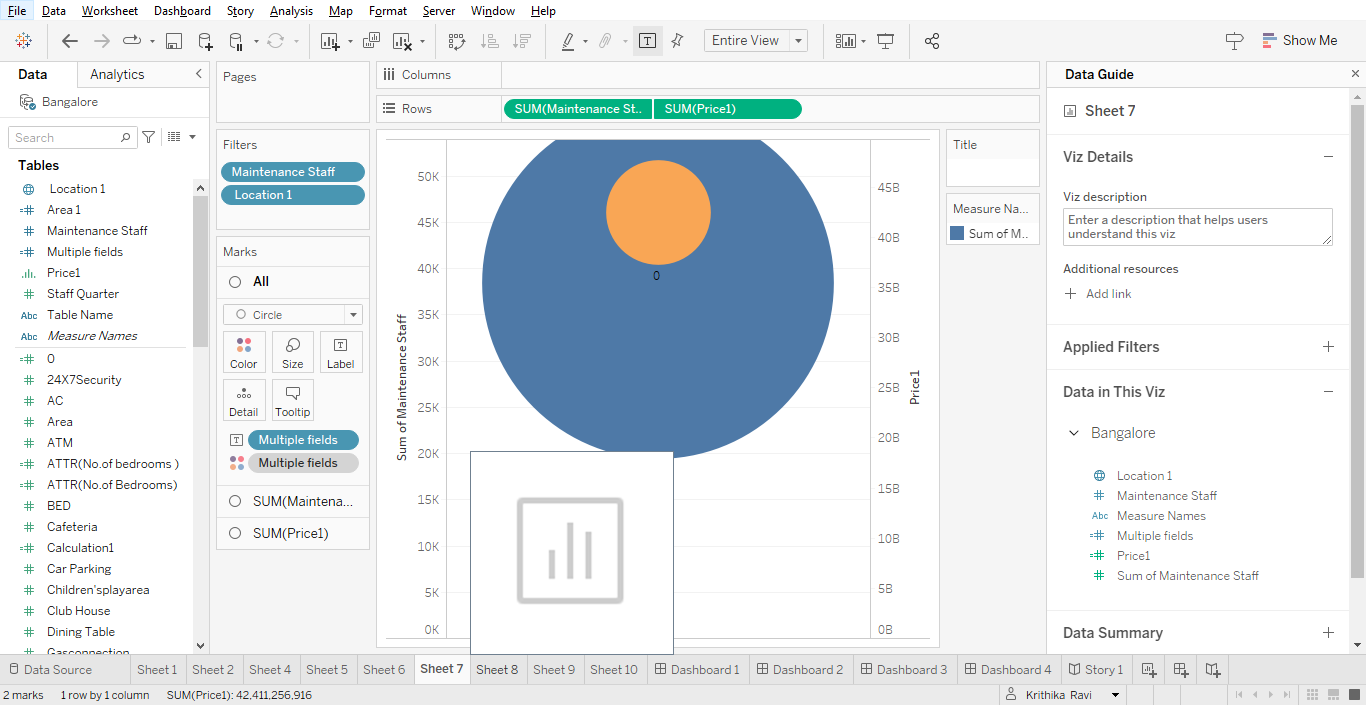 File Data Worksheet Dashboard Story Analysis Map Format Server Window Help
Entire View
Show Me
Data Analytics
Bangalore
Search
Tables
Location 1
Area 1
Maintenance Staff
Multiple fields
Price1
Staff Quarter
Abc Table Name
Abc Measure Names
0
24X7Security
AC
Area
ATM
ATTR(No.of bedrooms )
ATTR(No.of Bedrooms)
BED
Cafeteria
Calculation1
Car Parking
Children'splayarea
Club House
Dining Table
Gasconnection
Pages
Filters
Maintenance Staff
Location 1
Marks
All
Circle
Color Size Label
Detail Tooltip
Multiple fields
Multiple fields
SUM(Maintena...
SUM(Price1)
Columns
Rows
SUM(Maintenance St.. SUM(Price1)
Sum of Maintenance Staff
50K
45K
40K
35K
30K
25K
20K
15K
10K
5K
0K
0
45B
40B
35B
30B
25B
20B
15B
10B
5B
0B
Price1
Title
Measure Na...
Sum of M..
Data Guide
Sheet 7
Viz Details
Viz description
Enter a description that helps users
understand this viz
Additional resources
Add link
Applied Filters
Data in This Viz
Bangalore
Location 1
Maintenance Staff
Abc Measure Names
Multiple fields
Price1
Sum of Maintenance Staff
Data Summary
Data Source Sheet 1 Sheet 2 Sheet 4 Sheet 5 Sheet 6 Sheet 7 Sheet 8 Sheet 9 Sheet 10 Dashboard 1 Dashboard 2 Dashboard 3 Dashboard 4 Story 1
2 marks 1 row by 1 column SUM(Price1): 42,411,256,916
Krithika Ravi